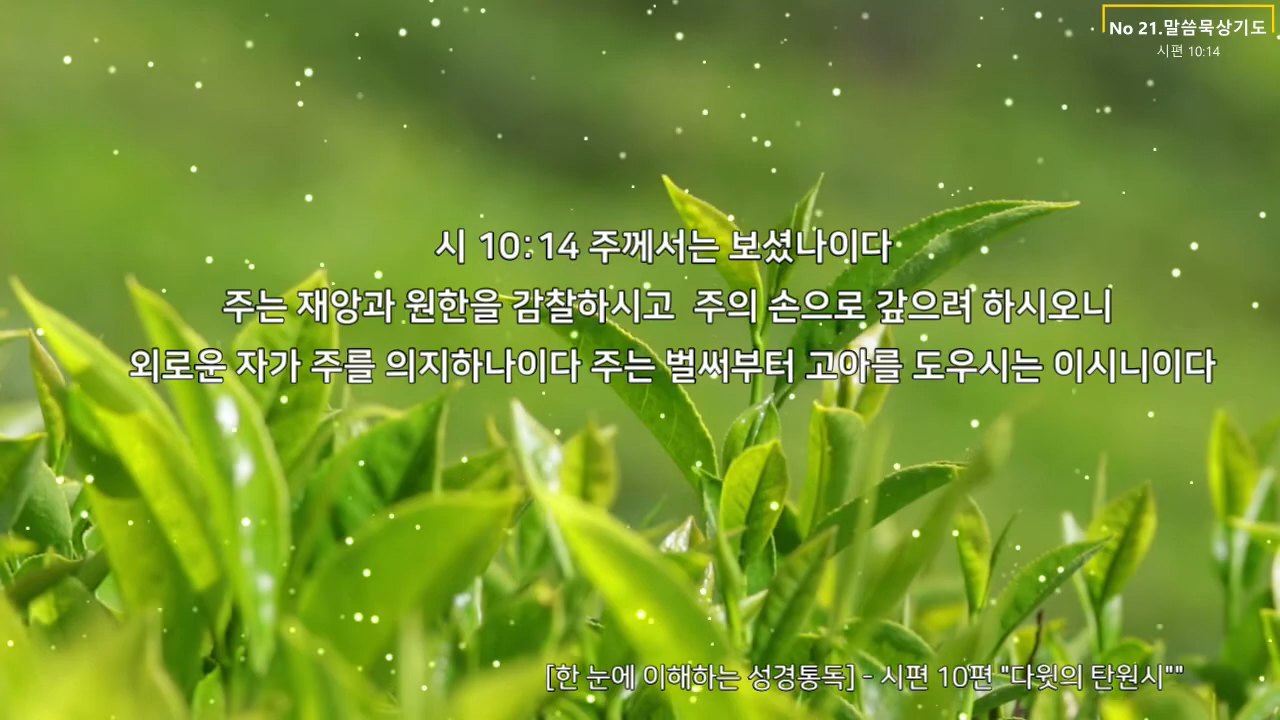 No 21.말씀묵상기도
시편 10:14
시 10:14 주께서는 보셨나이다
주는 재앙과 원한을 감찰하시고 주의 손으로 갚으려 하시오니
외로운 자가 주를 의지하나이다 주는 벌써부터 고아를 도우시는 이시니이다
[한 눈에 이해하는 성경통독] - 시편 10편 "다윗의 탄원시""